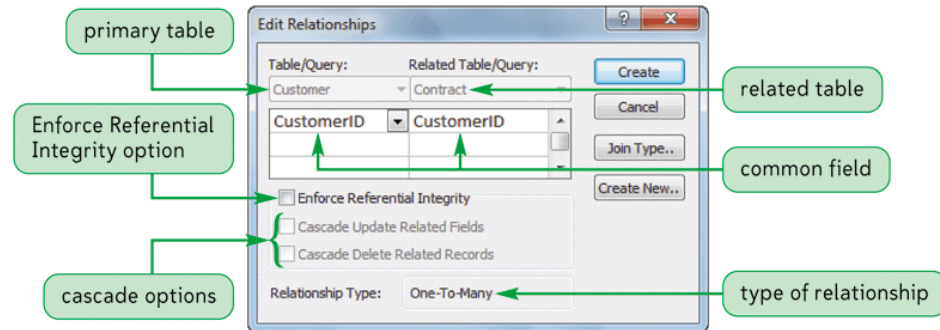 Edit Relationships
?
X
primary table
Table/Query:
Related Table/Query:
Customer
Contract
Create
related table
Cancel
CustomerID
CustomerID
Enforce Referential
Integrity option
Join Type..
common field
Create New..
Enforce Referential Integrity
Cascade Update Related Fields
Cascade Delete Related Records
cascade options
Relationship Type:
One-To-Many
type of relationship